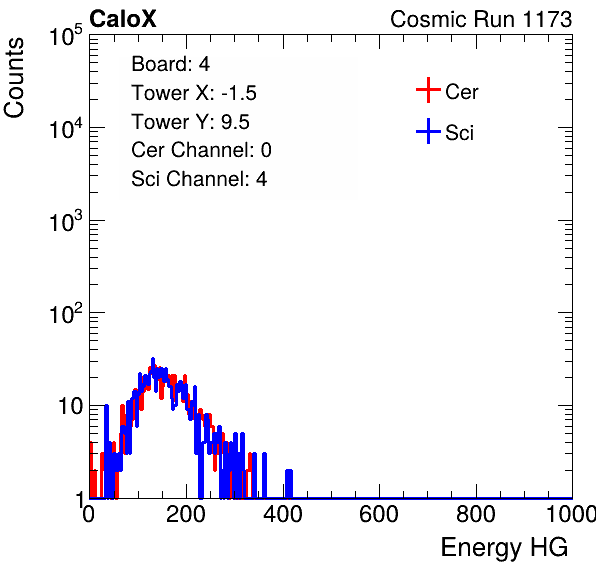 CaloX Cosmic Run 1173
Counts
10^5
10^4
10^3
10^2
10
1
Board: 4
Tower X: -1.5
Tower Y: 9.5
Cer Channel: 0
Sci Channel: 4
Cer
Sci
0 200 400 600 800 1000
Energy HG